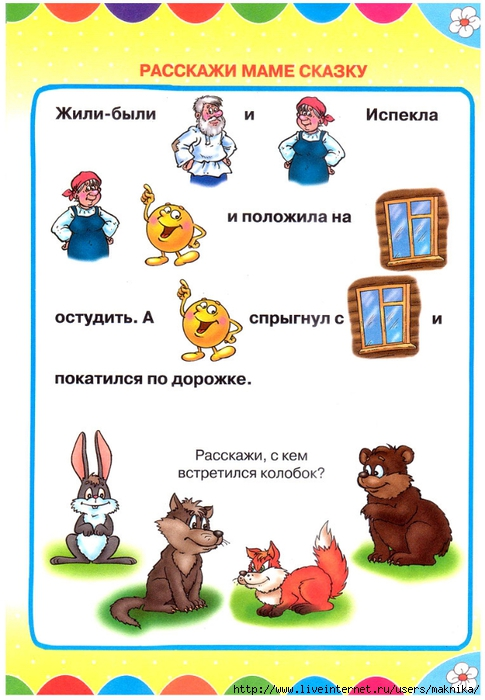 РАССКАЖИ МАМЕ СКАЗКУ
Жили-были и Испекла
и положила на
остудить. А спрыгнул с и
покатился по дорожке.
Расскажи, с кем
встретился колобок?
http://www.liveinternet.ru/users/maknika/